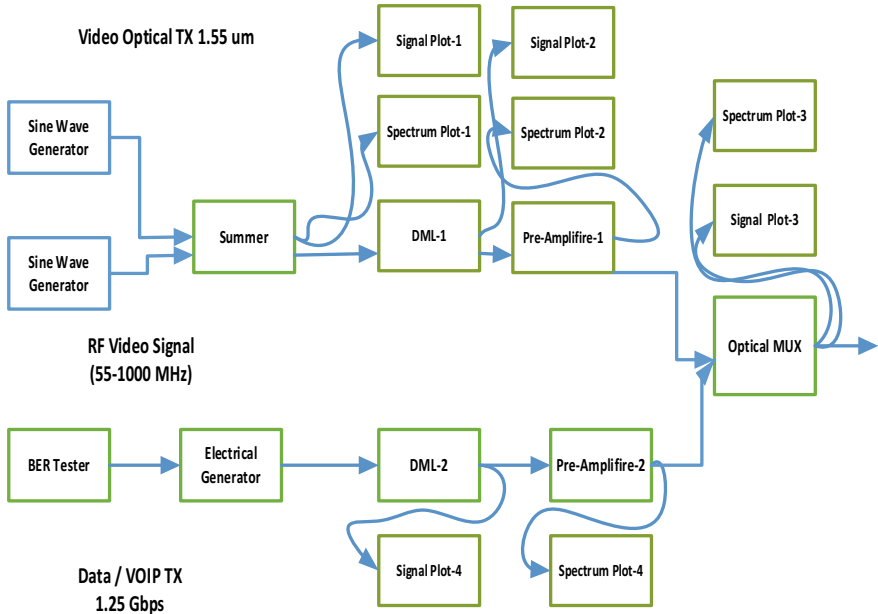 Video Optical TX 1.55 um
Signal Plot-1
Signal Plot-2
Sine Wave
Generator
Spectrum Plot-1
Spectrum Plot-2
Spectrum Plot-3
Signal Plot-3
Summer
DML-1
Pre-Amplifire-1
Sine Wave
Generator
RF Video Signal
(55-1000 MHz)
Optical MUX
BER Tester
Electrical
Generator
DML-2
Pre-Amplifire-2
Signal Plot-4
Spectrum Plot-4
Data / VOIP TX
1.25 Gbps